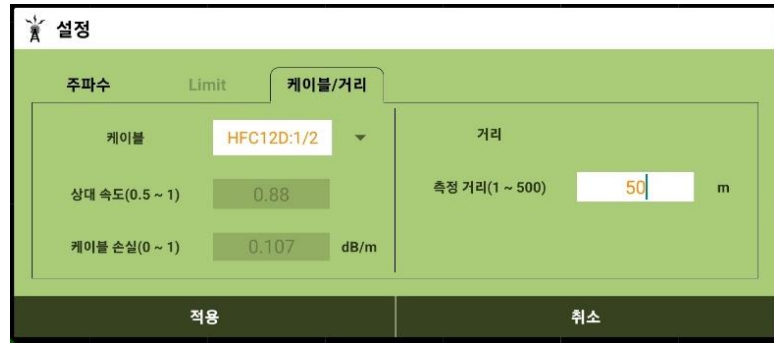 설정
주파수 Limit 케이블/거리
케이블 HFC12D:1/2 거리
상대 속도(0.5 ~ 1) 0.88 측정 거리(1 ~ 500) 50 m
케이블 손실(0 ~ 1) 0.107 dB/m
적용 취소